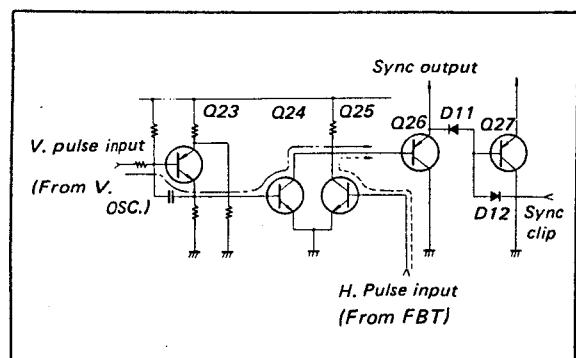 Sync output
Q23
Q24
Q25
D11
Q26
Q27
V. pulse input
(From V.
OSC.)
D12
Sync
clip
H. Pulse input
(From FBT)